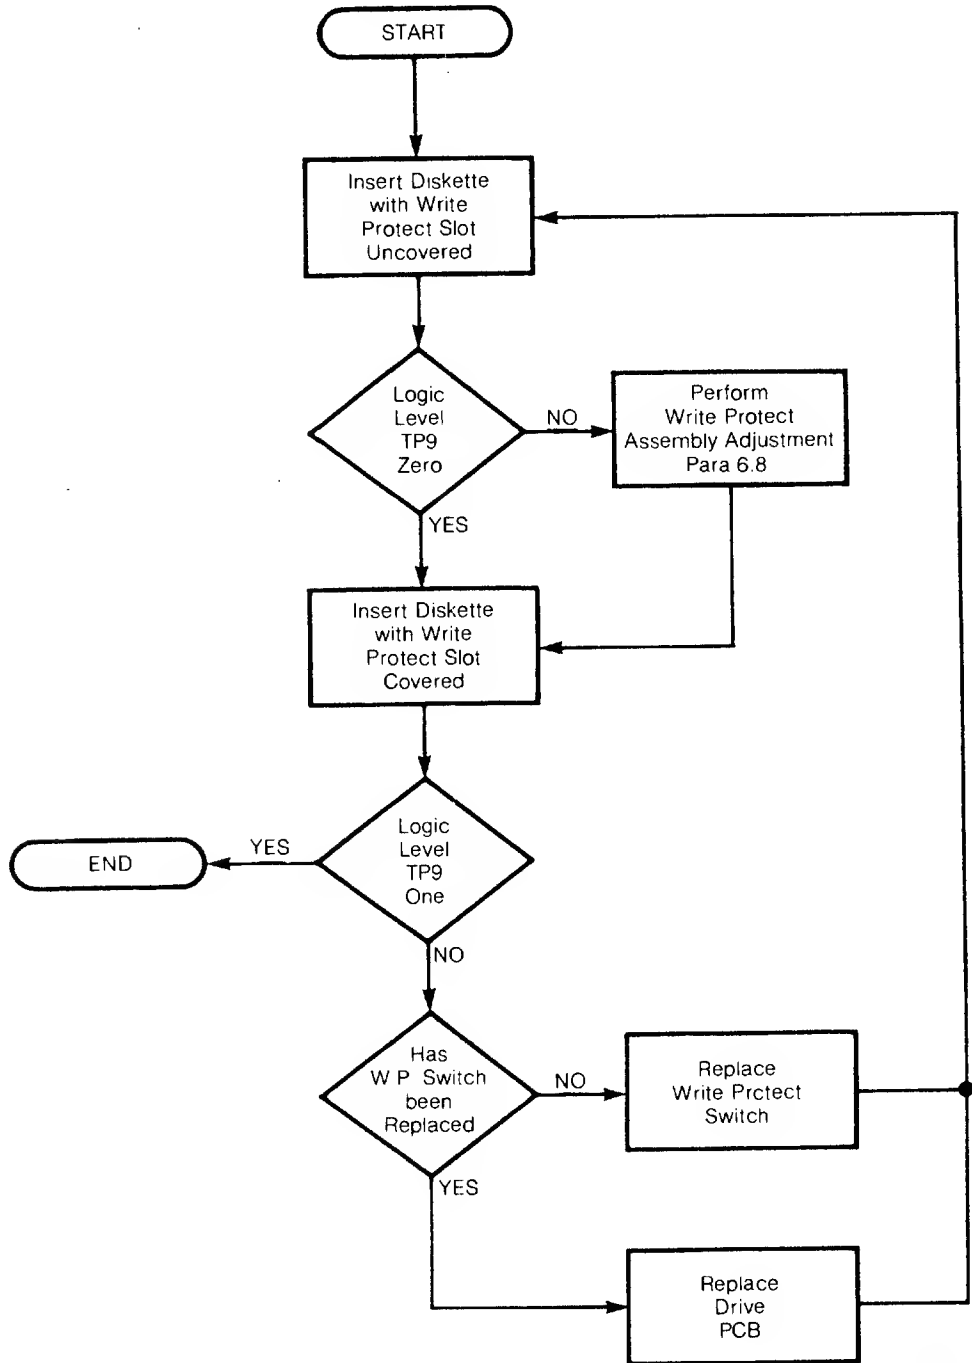 START
Insert Diskette
with Write
Protect Slot
Uncovered
Logic
Level
TP9
Zero
NO
Perform
Write Protect
Assembly Adjustment
Para 6.8
YES
Insert Diskette
with Write
Protect Slot
Covered
Logic
Level
TP9
One
YES
END
NO
Has
W P Switch
been
Replaced
NO
Replace
Write Prctect
Switch
YES
Replace
Drive
PCB